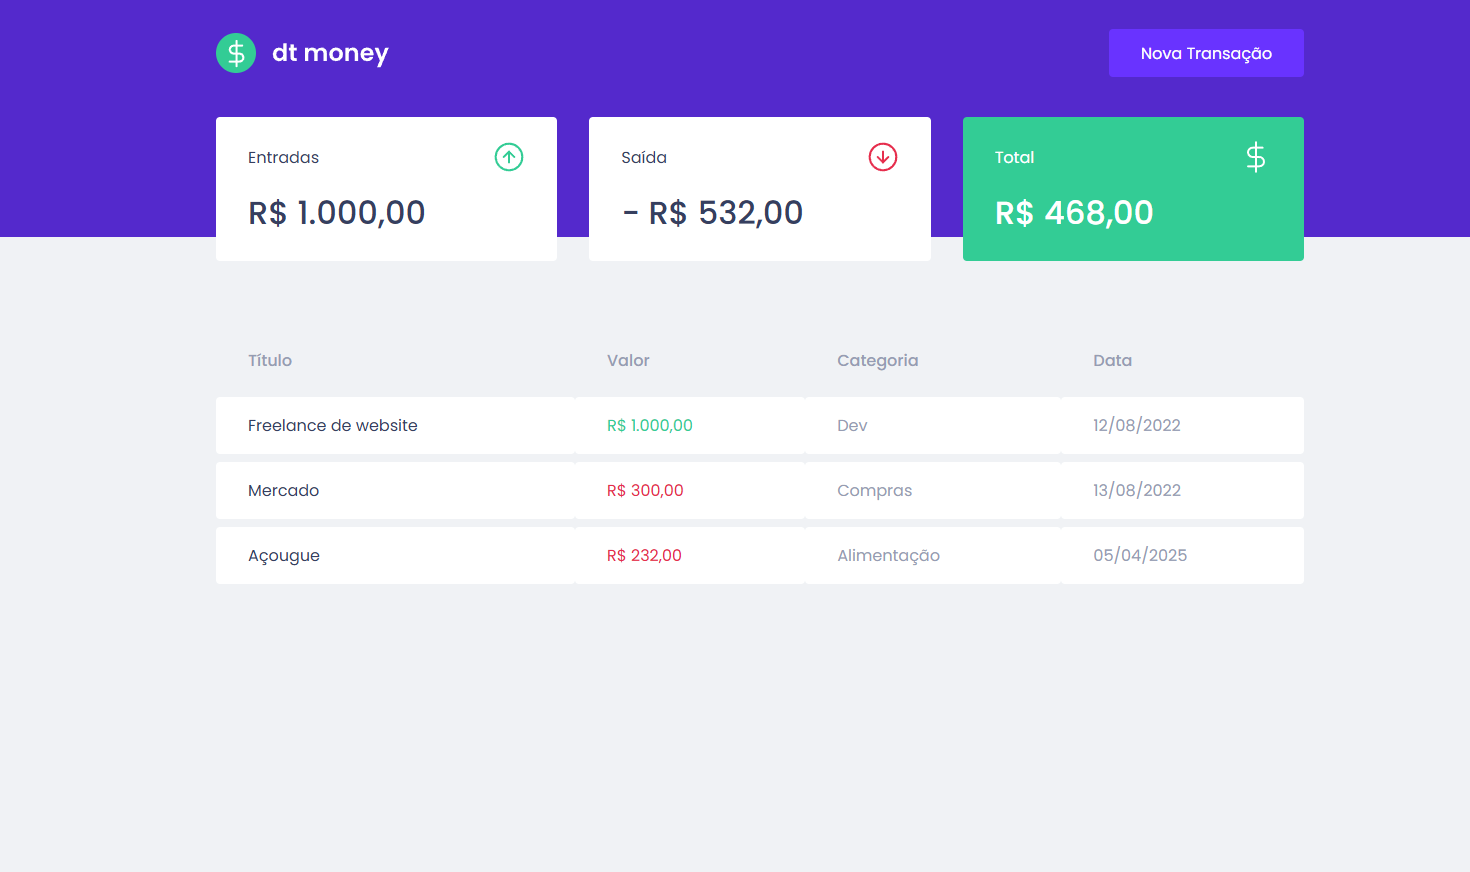 dt money
Nova Transação
Entradas
R$ 1.000,00
Saída
- R$ 532,00
Total
$
R$ 468,00
Título Valor Categoria Data
Freelance de website R$ 1.000,00 Dev 12/08/2022
Mercado R$ 300,00 Compras 13/08/2022
Açougue R$ 232,00 Alimentação 05/04/2025